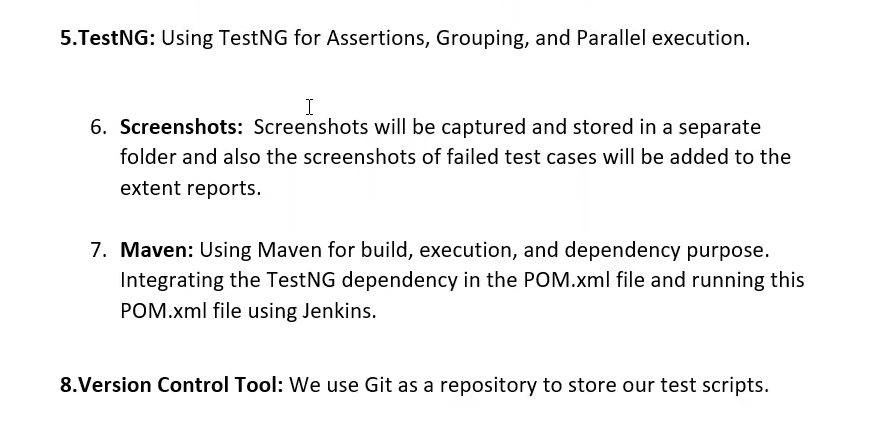 5.TestNG: Using TestNG for Assertions, Grouping, and Parallel execution.
6. Screenshots:  Screenshots will be captured and stored in a separate
folder and also the screenshots of failed test cases will be added to the
extent reports.
7. Maven: Using Maven for build, execution, and dependency purpose.
Integrating the TestNG dependency in the POM.xml file and running this
POM.xml file using Jenkins.
8.Version Control Tool: We use Git as a repository to store our test scripts.